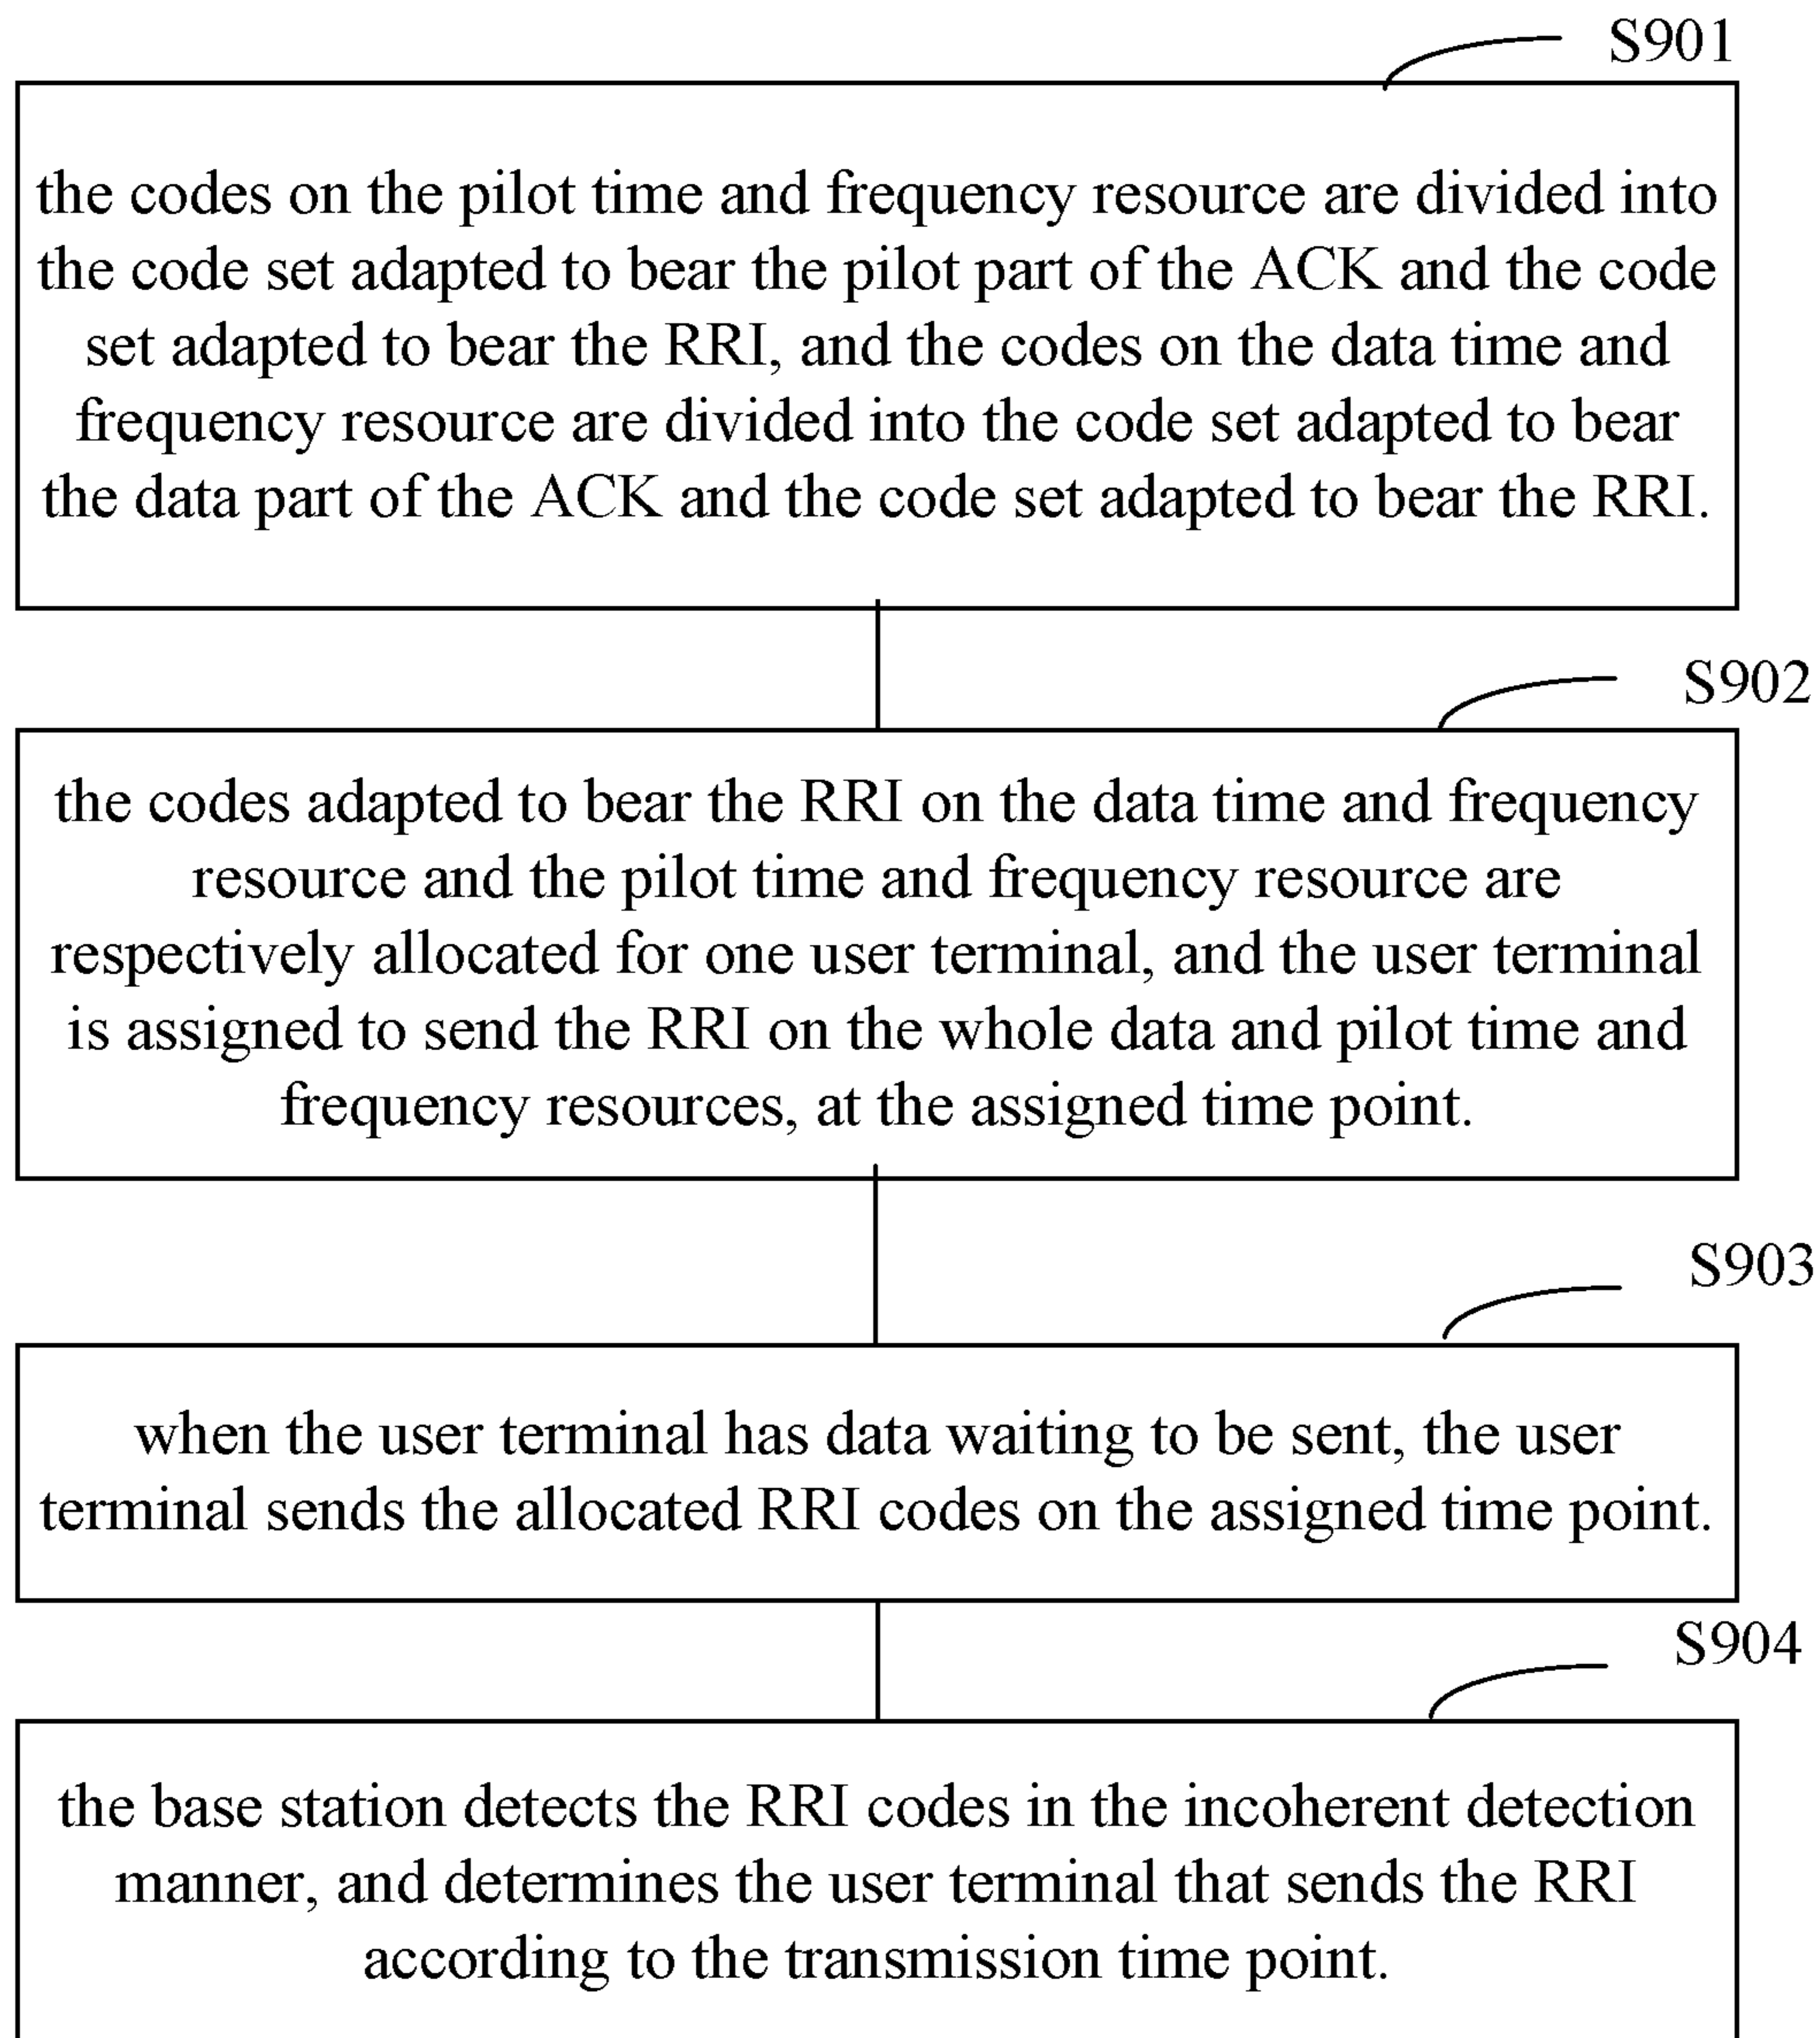 S901
the codes on the pilot time and frequency resource are divided into
the code set adapted to bear the pilot part of the ACK and the code
set adapted to bear the RRI, and the codes on the data time and
frequency resource are divided into the code set adapted to bear
the data part of the ACK and the code set adapted to bear the RRI.
S902
the codes adapted to bear the RRI on the data time and frequency
resource and the pilot time and frequency resource are
respectively allocated for one user terminal, and the user terminal
is assigned to send the RRI on the whole data and pilot time and
frequency resources, at the assigned time point.
S903
when the user terminal has data waiting to be sent, the user
terminal sends the allocated RRI codes on the assigned time point.
S904
the base station detects the RRI codes in the incoherent detection
manner, and determines the user terminal that sends the RRI
according to the transmission time point.